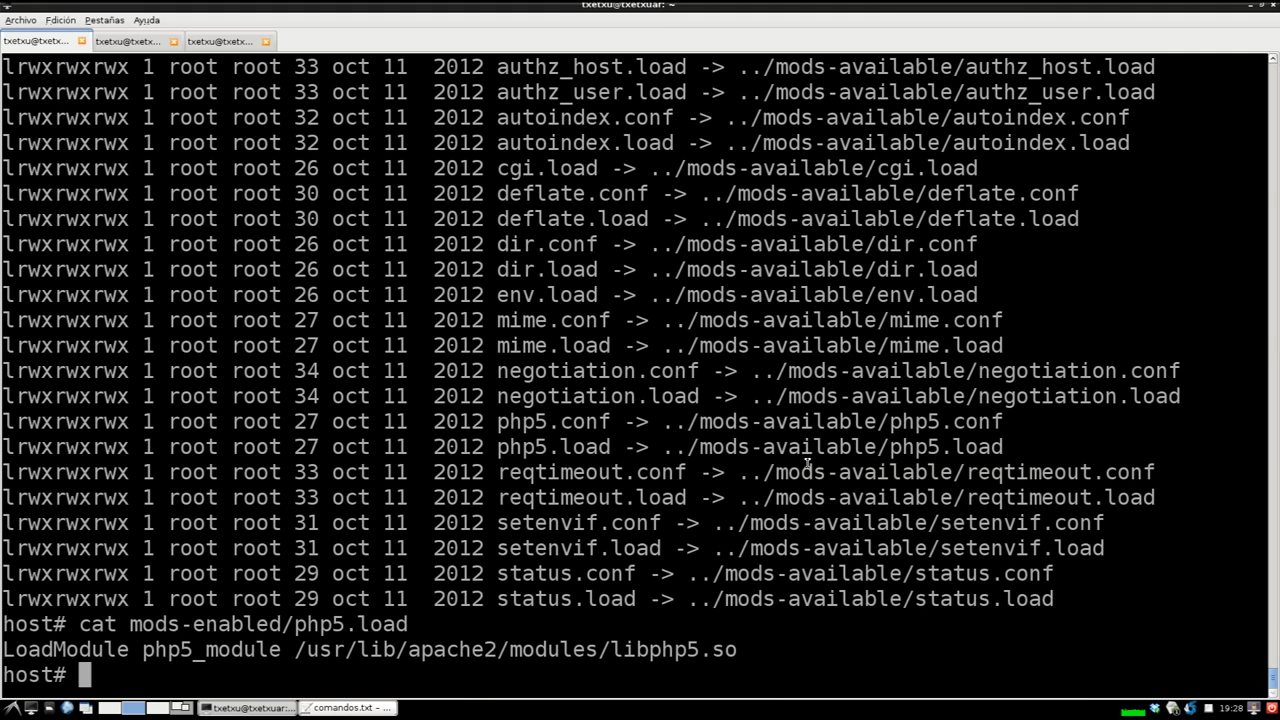 txetxu@txetxuar: ~
Archivo Edición Pestañas Ayuda
txetxu@txetx... txetxu@txetx... txetxu@txetx...
lrwxrwxrwx 1 root root 33 oct 11  2012 authz_host.load -> ../mods-available/authz_host.load
lrwxrwxrwx 1 root root 33 oct 11  2012 authz_user.load -> ../mods-available/authz_user.load
lrwxrwxrwx 1 root root 32 oct 11  2012 autoindex.conf -> ../mods-available/autoindex.conf
lrwxrwxrwx 1 root root 32 oct 11  2012 autoindex.load -> ../mods-available/autoindex.load
lrwxrwxrwx 1 root root 26 oct 11  2012 cgi.load -> ../mods-available/cgi.load
lrwxrwxrwx 1 root root 30 oct 11  2012 deflate.conf -> ../mods-available/deflate.conf
lrwxrwxrwx 1 root root 30 oct 11  2012 deflate.load -> ../mods-available/deflate.load
lrwxrwxrwx 1 root root 26 oct 11  2012 dir.conf -> ../mods-available/dir.conf
lrwxrwxrwx 1 root root 26 oct 11  2012 dir.load -> ../mods-available/dir.load
lrwxrwxrwx 1 root root 26 oct 11  2012 env.load -> ../mods-available/env.load
lrwxrwxrwx 1 root root 27 oct 11  2012 mime.conf -> ../mods-available/mime.conf
lrwxrwxrwx 1 root root 27 oct 11  2012 mime.load -> ../mods-available/mime.load
lrwxrwxrwx 1 root root 34 oct 11  2012 negotiation.conf -> ../mods-available/negotiation.conf
lrwxrwxrwx 1 root root 34 oct 11  2012 negotiation.load -> ../mods-available/negotiation.load
lrwxrwxrwx 1 root root 27 oct 11  2012 php5.conf -> ../mods-available/php5.conf
lrwxrwxrwx 1 root root 27 oct 11  2012 php5.load -> ../mods-available/php5.load
lrwxrwxrwx 1 root root 33 oct 11  2012 reqtimeout.conf -> ../mods-available/reqtimeout.conf
lrwxrwxrwx 1 root root 33 oct 11  2012 reqtimeout.load -> ../mods-available/reqtimeout.load
lrwxrwxrwx 1 root root 31 oct 11  2012 setenvif.conf -> ../mods-available/setenvif.conf
lrwxrwxrwx 1 root root 31 oct 11  2012 setenvif.load -> ../mods-available/setenvif.load
lrwxrwxrwx 1 root root 29 oct 11  2012 status.conf -> ../mods-available/status.conf
lrwxrwxrwx 1 root root 29 oct 11  2012 status.load -> ../mods-available/status.load
host# cat mods-enabled/php5.load
LoadModule php5_module /usr/lib/apache2/modules/libphp5.so
host#
txetxu@txetxuar:... comandos.txt - ... 19:28